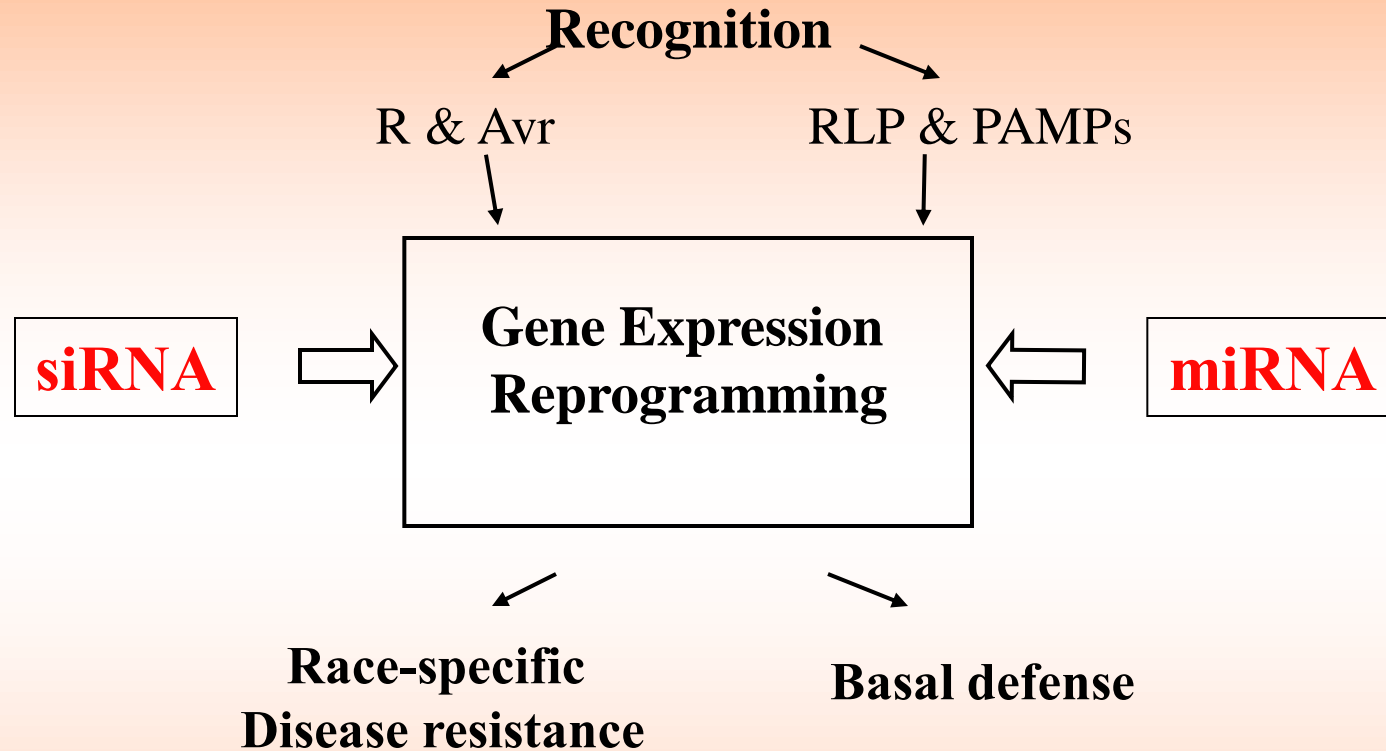 Recognition
R & Avr
RLP & PAMPs
siRNA
Gene Expression
Reprogramming
miRNA
Race-specific
Disease resistance
Basal defense